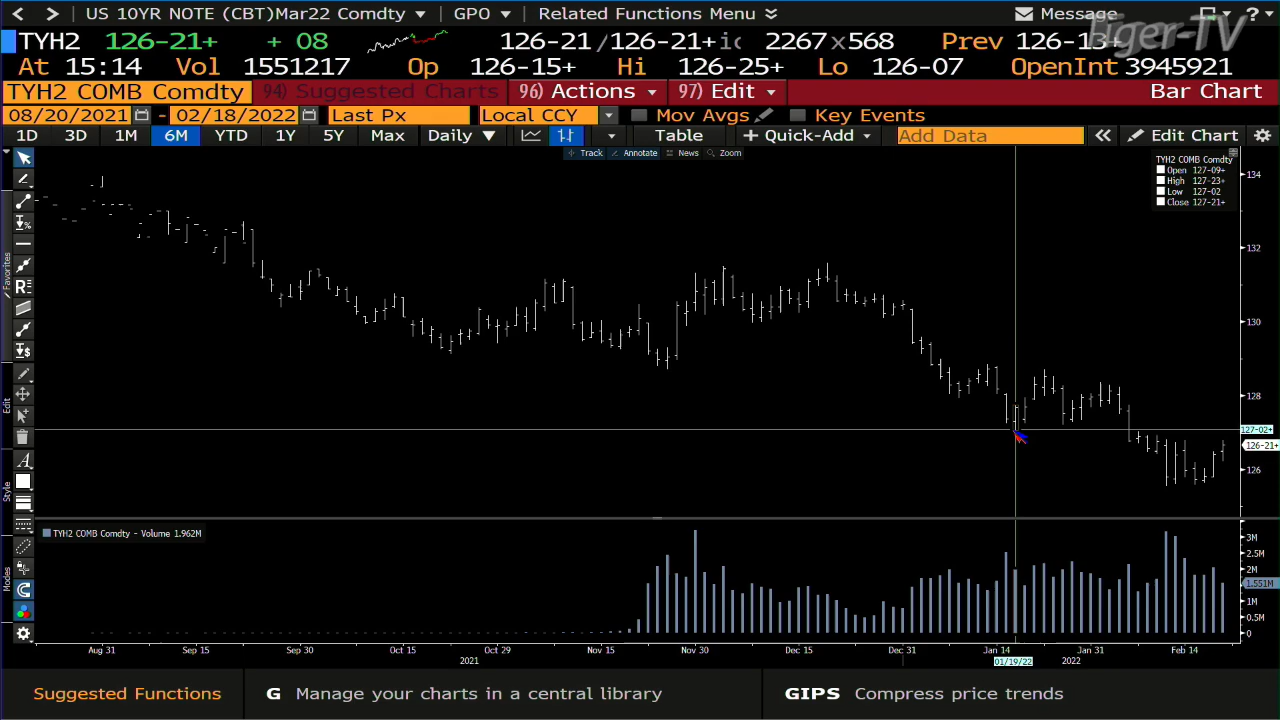 US 10YR NOTE (CBT)Mar22 Comdty GPO Related Functions Menu Message ?
TYH2 126-21+ + 08 126-21/126-21+ 2267x568 Prev 126-13+
Tiger-TV
At 15:14 Vol 1551217 Op 126-15+ Hi 126-25+ Lo 126-07 OpenInt 3945921
TYH2 COMB Comdty 94) Suggested Charts 96) Actions 97) Edit Bar Chart
08/20/2021 - 02/18/2022 Last Px Local CCY Mov Avgs Key Events
1D 3D 1M 6M YTD 1Y 5Y Max Daily Table + Quick-Add Add Data « Edit Chart
Track Annotate News Zoom
TYH2 COMB Comdty
Open 127-09+
High 127-23+
Low 127-02
Close 127-21+
134
132
130
128
127-02+
126-21+
126
Favorites
Edit
Style
Modes
TYH2 COMB Comdty - Volume 1.962M
3M
2.5M
2M
1.551M
1M
0.5M
0
Aug 31 Sep 15 Sep 30 Oct 15 Oct 29 Nov 15 Nov 30 Dec 15 Dec 31 Jan 14 Jan 31 Feb 14
2021 01/19/22 2022
Suggested Functions G Manage your charts in a central library GIPS Compress price trends